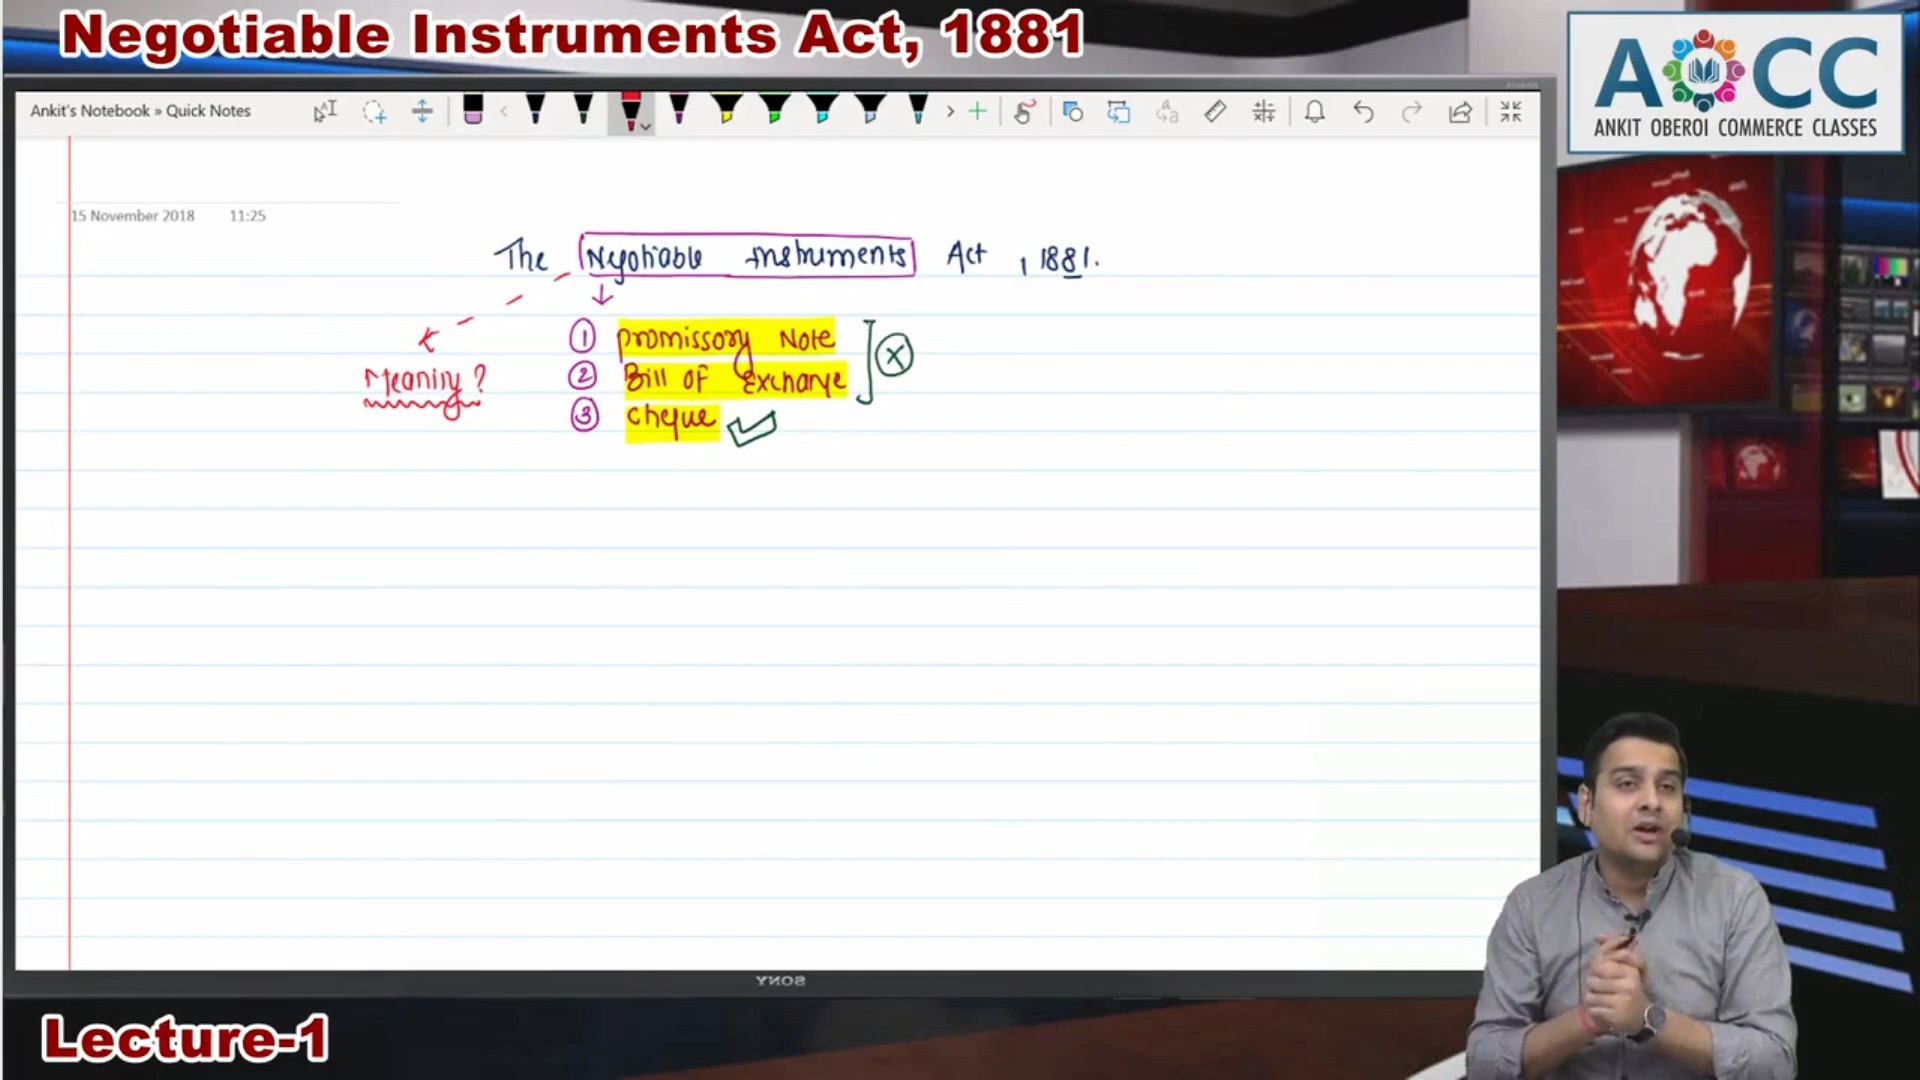 Negotiable Instruments Act, 1881
AOCC
ANKIT OBEROI COMMERCE CLASSES
Ankit's Notebook » Quick Notes
15 November 2018 11:25
The Negotiable Instruments Act, 1881.
① Promissory Note
② Bill of Exchange
③ Cheque
Meaning?
SONY
Lecture-1